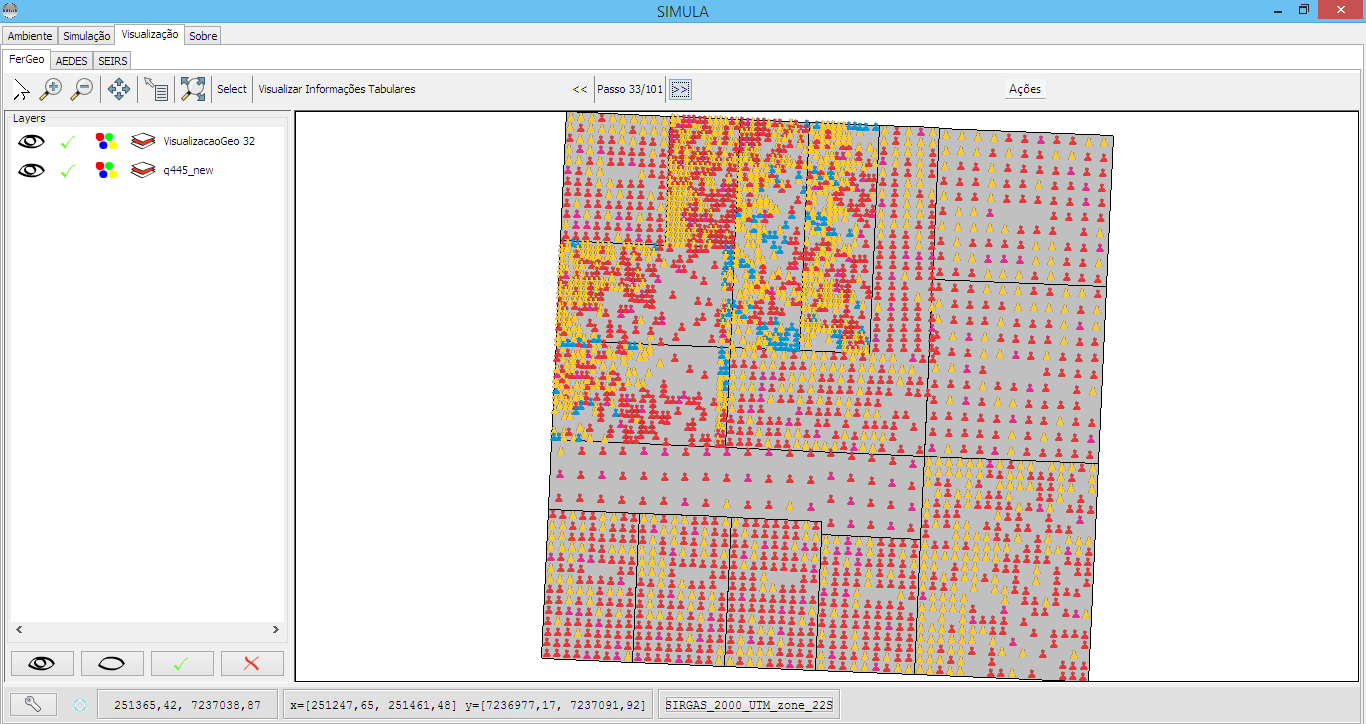 SIMULA
Ambiente Simulação Visualização Sobre
FerGeo AEDES SEIRS
Select Visualizar Informações Tabulares << Passo 33/101 >> Ações
Layers
VisualizacaoGeo 32
q445_new
251365,42, 7237038,87 x=[251247,65, 251461,48] y=[7236977,17, 7237091,92] SIRGAS_2000_UTM_zone_22S